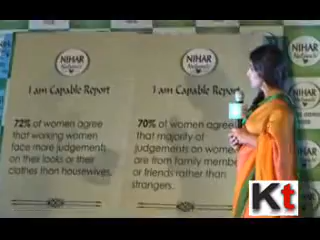 NIHAR
Naturals
I am Capable Report
72% of women agree
that working women
face more judgements
on their looks or their
clothes than housewives.
NIHAR
Naturals
I am Capable Report
70% of women agree
that majority of
judgements on women
are from family membe
or friends rather than
strangers.
NIHAR
Naturals
Kt